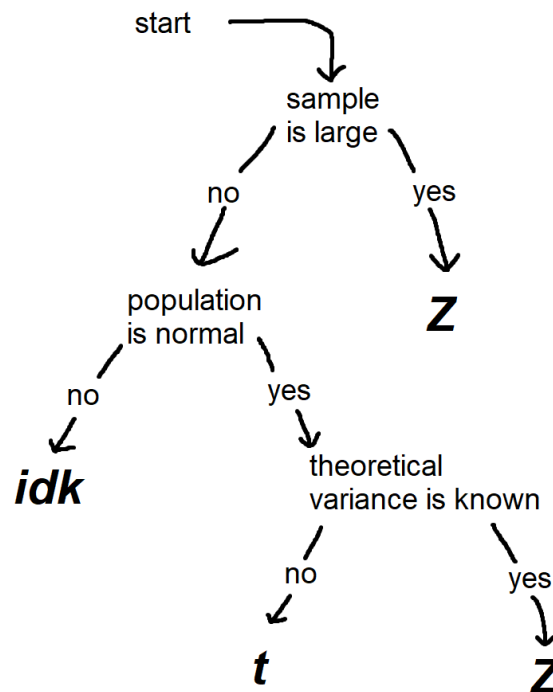 start
sample
is large
no
yes
population
is normal
Z
no
yes
idk
theoretical
variance is known
no
yes
t
Z